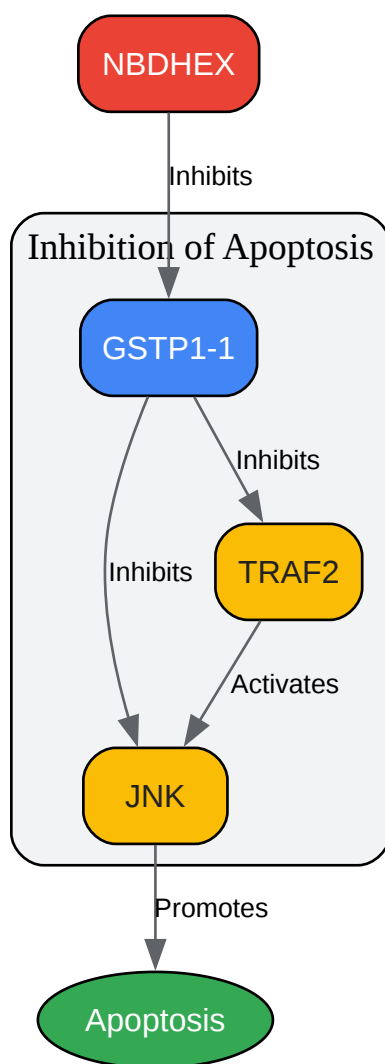 NBDHEX
Inhibits
Inhibition of Apoptosis
GSTP1-1
Inhibits
TRAF2
Inhibits
Activates
JNK
Promotes
Apoptosis